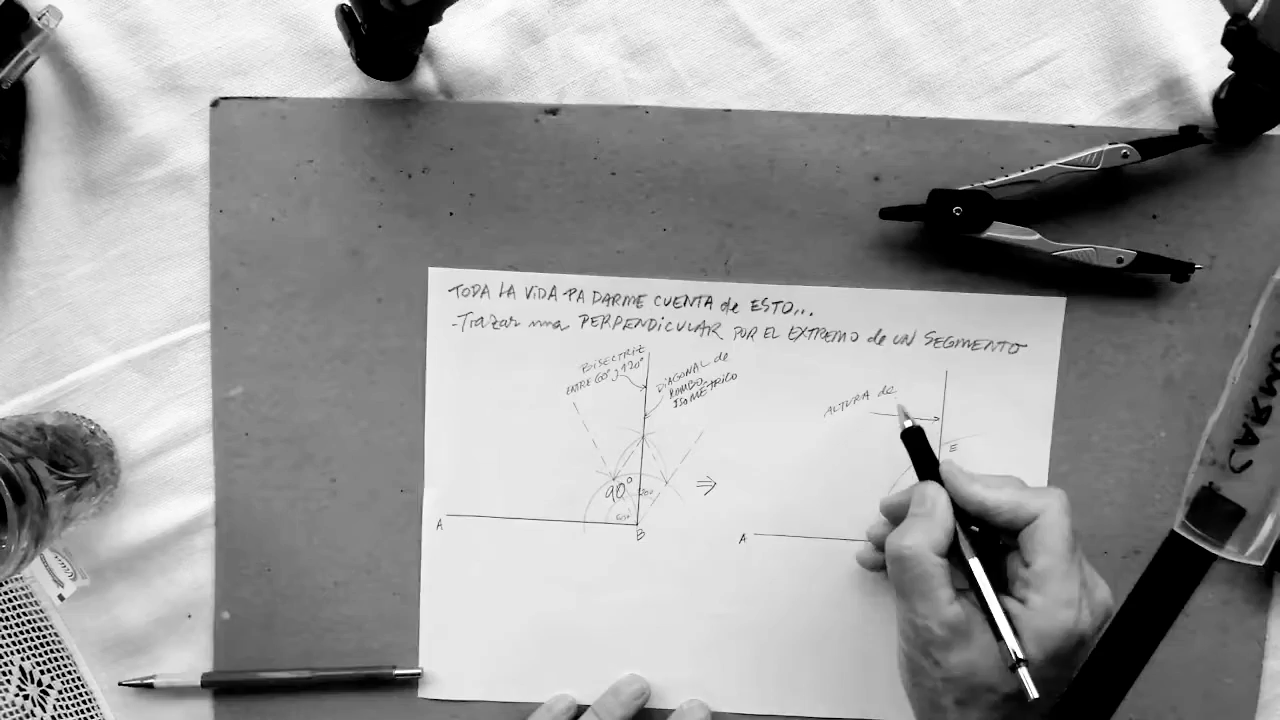 TODA LA VIDA PA DARME CUENTA de ESTO...
-Trazar una PERPENDICULAR POR EL EXTREMO de UN SEGMENTO
BISECTRIZ
ENTRE 60° y 120°
DIAGONAL de
ROMBO
ISOMÉTRICO
90°
A
B
⇒
ALTURA de
E
A